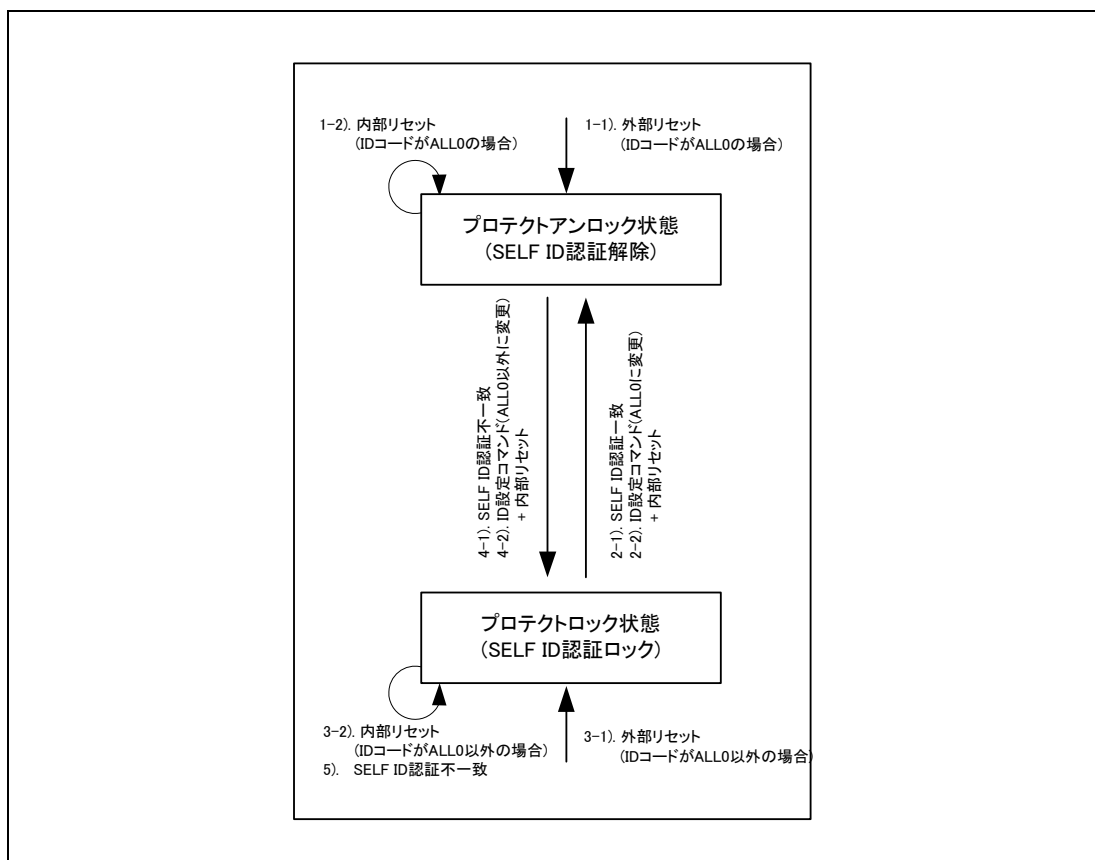 1-2). 内部リセット
(IDコードがALL0の場合)
1-1). 外部リセット
(IDコードがALL0の場合)
プロテクトアンロック状態
(SELF ID認証解除)
4-1). SELF ID認証不一致
4-2). ID設定コマンド(ALL0以外に変更)
+ 内部リセット
2-1). SELF ID認証一致
2-2). ID設定コマンド(ALL0に変更)
+ 内部リセット
プロテクトロック状態
(SELF ID認証ロック)
3-2). 内部リセット
(IDコードがALL0以外の場合)
5). SELF ID認証不一致
3-1). 外部リセット
(IDコードがALL0以外の場合)